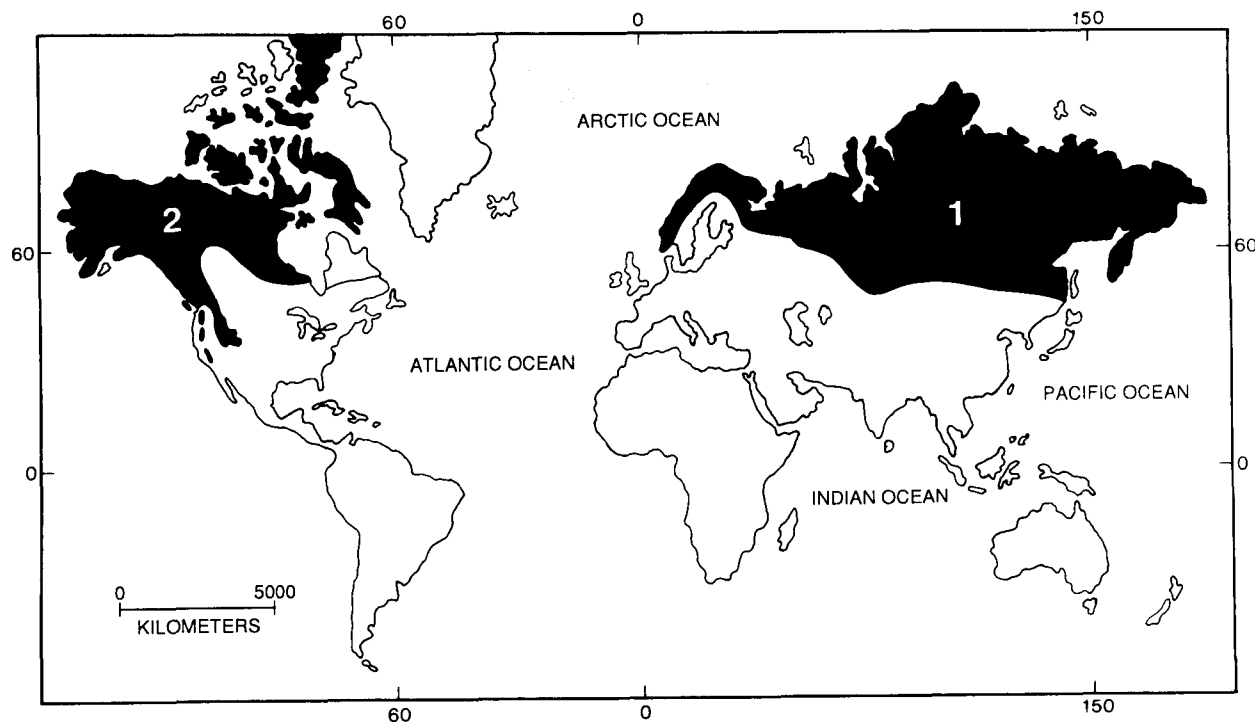 60 0 150
ARCTIC OCEAN
2 1
60 60
ATLANTIC OCEAN
PACIFIC OCEAN
0 0
INDIAN OCEAN
0 5000
KILOMETERS
60 0 150